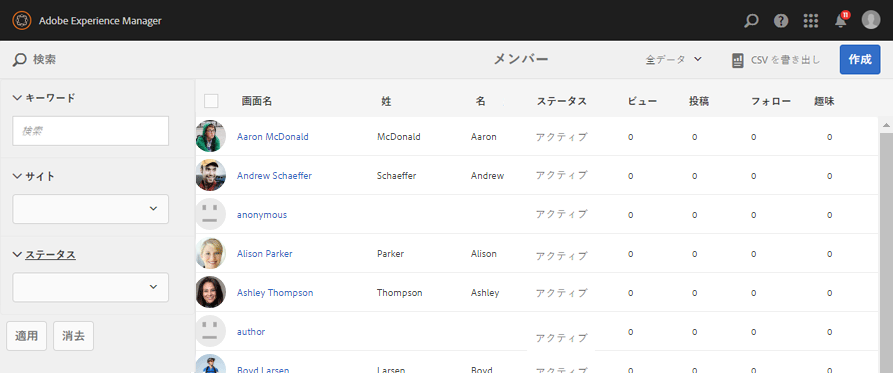 Adobe Experience Manager
11
検索
メンバー
全データ
CSV を書き出し
作成
キーワード
検索
サイト
ステータス
適用
消去
画面名 姓 名 ステータス ビュー 投稿 フォロー 趣味
Aaron McDonald McDonald Aaron アクティブ 0 0 0 0
Andrew Schaeffer Schaeffer Andrew アクティブ 0 0 0 0
anonymous アクティブ 0 0 0 0
Alison Parker Parker Alison アクティブ 0 0 0 0
Ashley Thompson Thompson Ashley アクティブ 0 0 0 0
author アクティブ 0 0 0 0
Boyd Larsen Larsen Boyd アクティブ 0 0 0 0